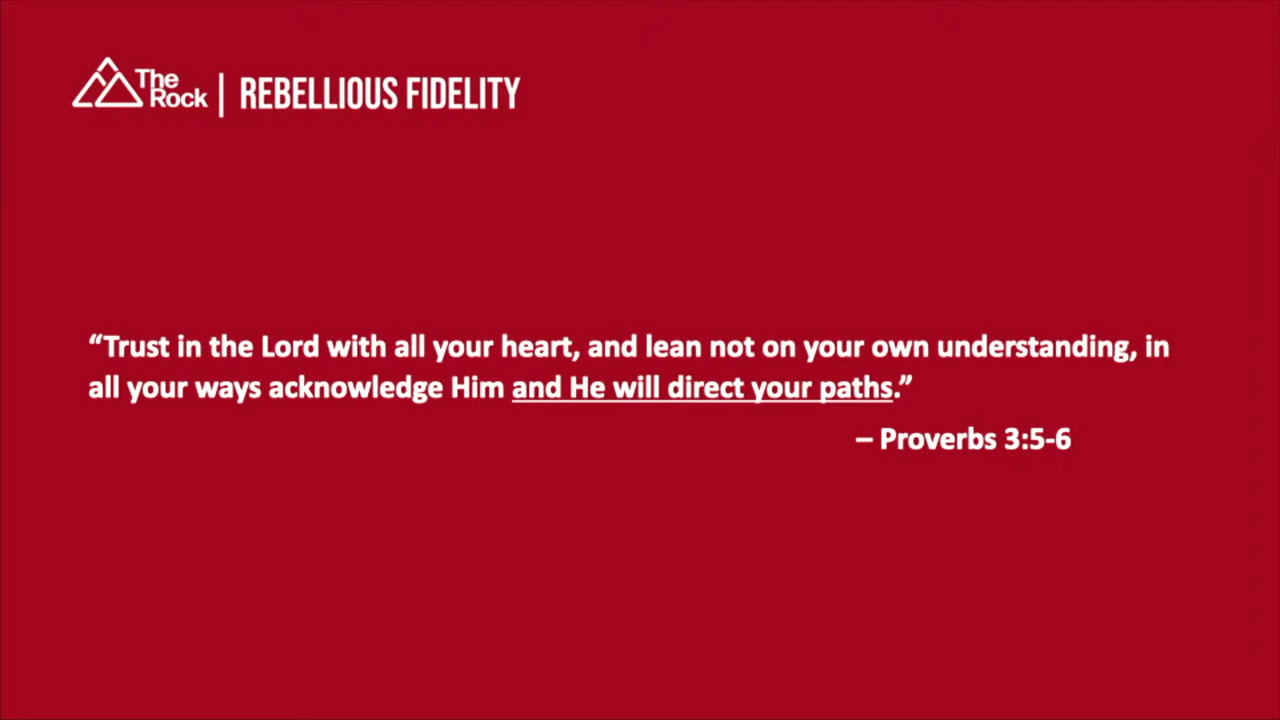 The
Rock | REBELLIOUS FIDELITY
“Trust in the Lord with all your heart, and lean not on your own understanding, in
all your ways acknowledge Him and He will direct your paths.”
– Proverbs 3:5-6